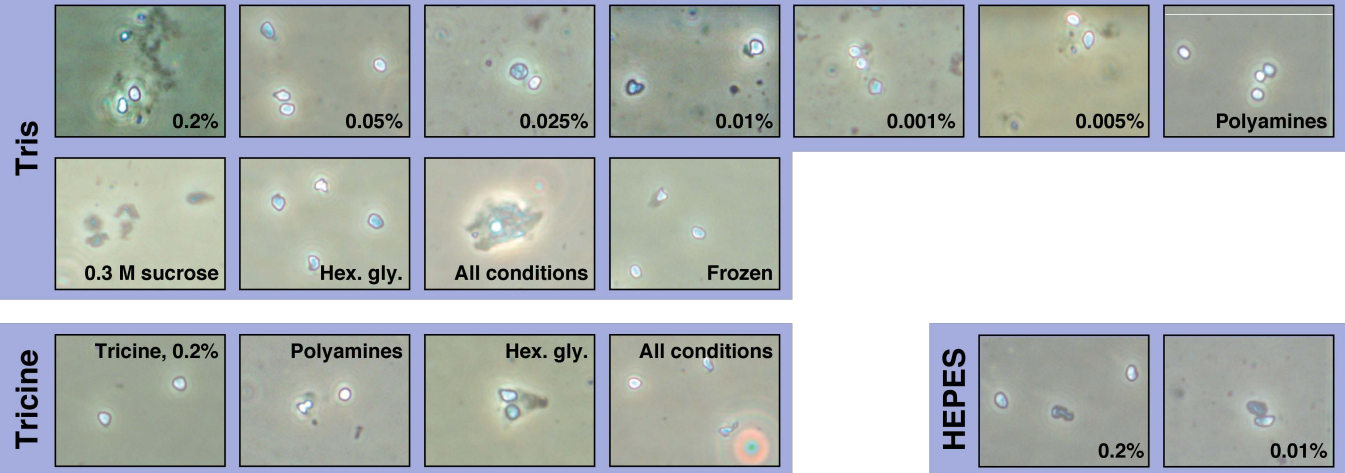 Tris
0.2%
0.05%
0.025%
0.01%
0.001%
0.005%
Polyamines
0.3 M sucrose
Hex. gly.
All conditions
Frozen
Tricine
Tricine, 0.2%
Polyamines
Hex. gly.
All conditions
HEPES
0.2%
0.01%